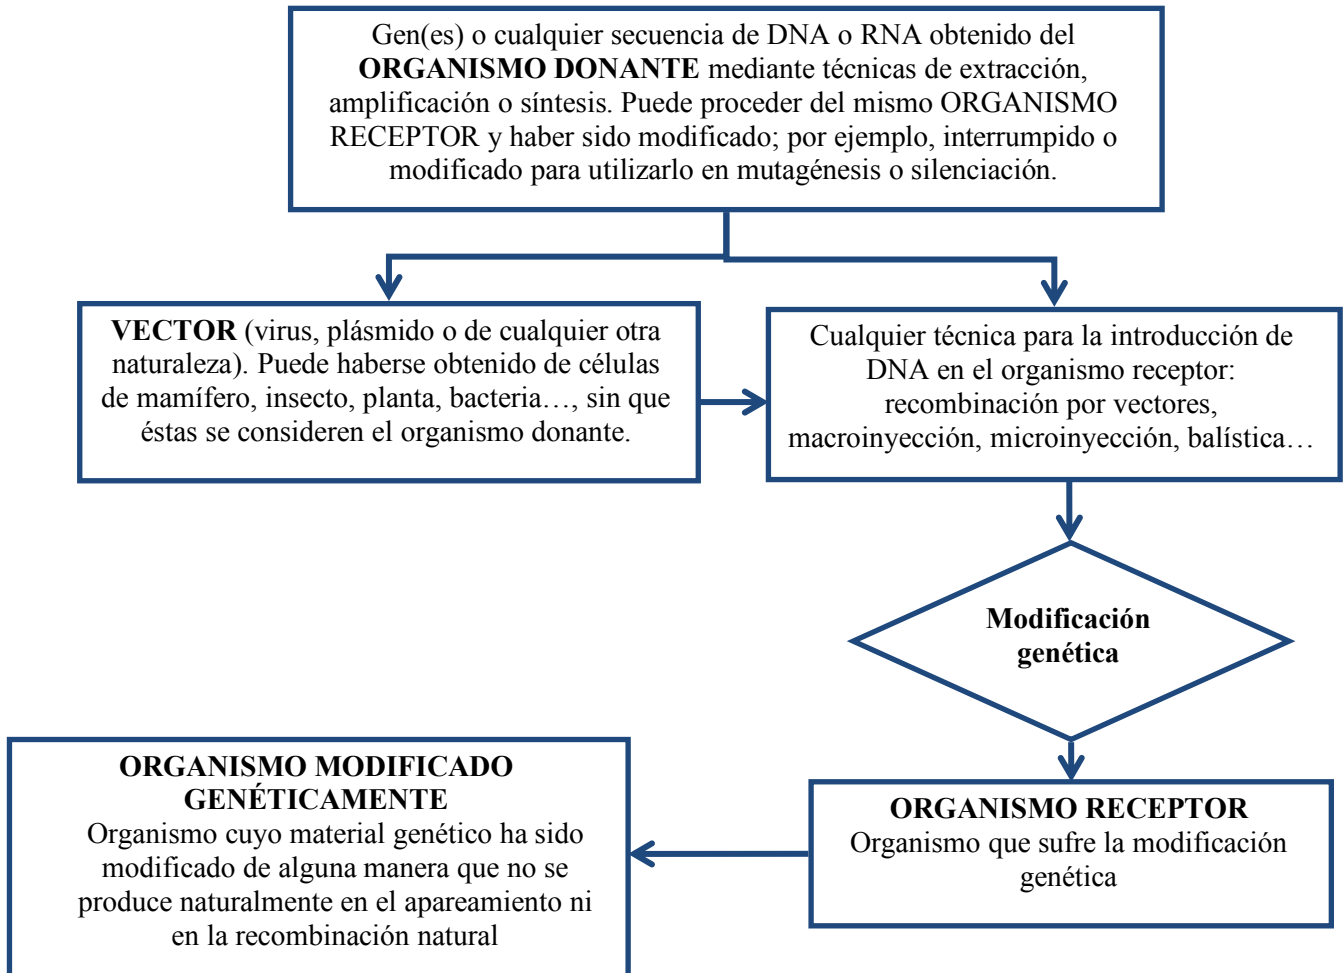 Gen(es) o cualquier secuencia de DNA o RNA obtenido del
ORGANISMO DONANTE mediante técnicas de extracción,
amplificación o síntesis. Puede proceder del mismo ORGANISMO
RECEPTOR y haber sido modificado; por ejemplo, interrumpido o
modificado para utilizarlo en mutagénesis o silenciación.
VECTOR (virus, plásmido o de cualquier otra
naturaleza). Puede haberse obtenido de células
de mamífero, insecto, planta, bacteria…, sin que
éstas se consideren el organismo donante.
Cualquier técnica para la introducción de
DNA en el organismo receptor:
recombinación por vectores,
macroinyección, microinyección, balística…
Modificación
genética
ORGANISMO RECEPTOR
Organismo que sufre la modificación
genética
ORGANISMO MODIFICADO
GENÉTICAMENTE
Organismo cuyo material genético ha sido
modificado de alguna manera que no se
produce naturalmente en el apareamiento ni
en la recombinación natural